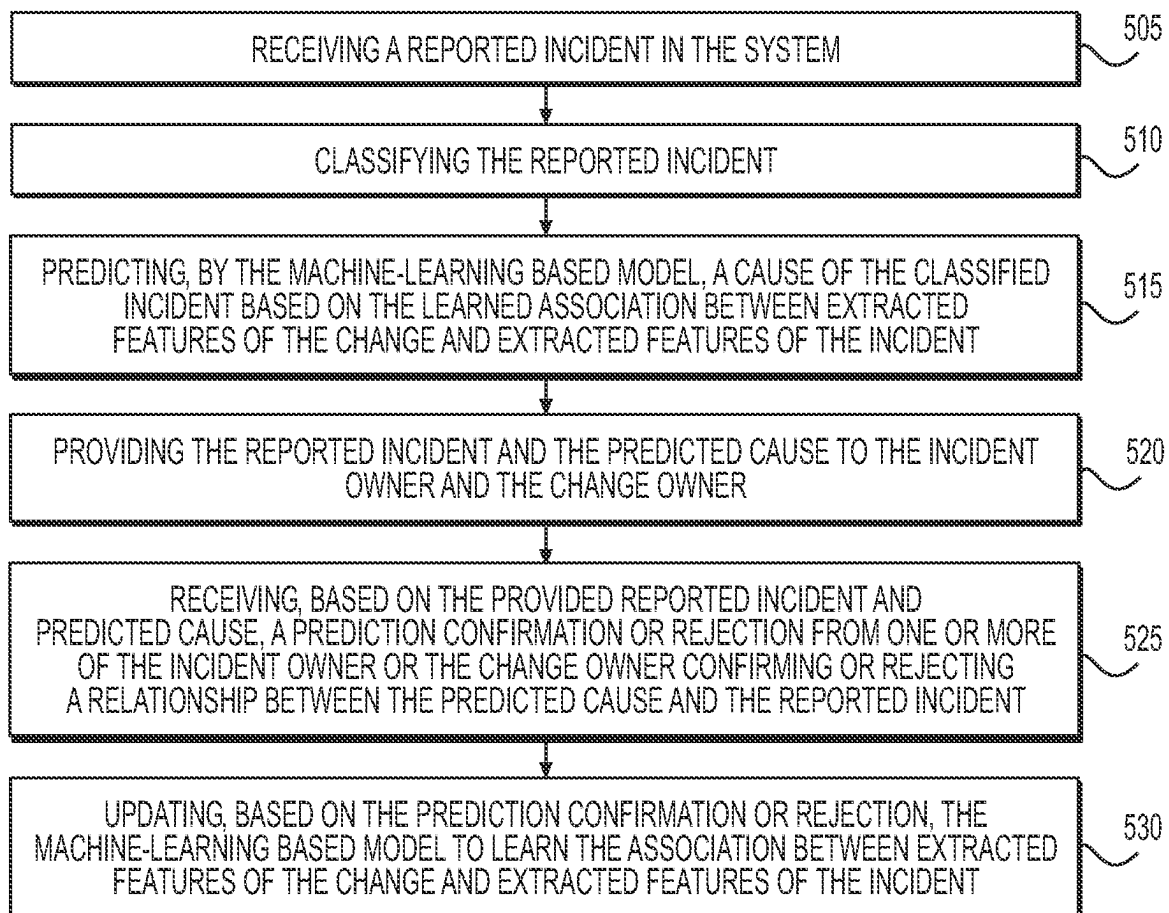 RECEIVING A REPORTED INCIDENT IN THE SYSTEM
505
CLASSIFYING THE REPORTED INCIDENT
510
PREDICTING, BY THE MACHINE-LEARNING BASED MODEL, A CAUSE OF THE CLASSIFIED
INCIDENT BASED ON THE LEARNED ASSOCIATION BETWEEN EXTRACTED
FEATURES OF THE CHANGE AND EXTRACTED FEATURES OF THE INCIDENT
515
PROVIDING THE REPORTED INCIDENT AND THE PREDICTED CAUSE TO THE INCIDENT
OWNER AND THE CHANGE OWNER
520
RECEIVING, BASED ON THE PROVIDED REPORTED INCIDENT AND
PREDICTED CAUSE, A PREDICTION CONFIRMATION OR REJECTION FROM ONE OR MORE
OF THE INCIDENT OWNER OR THE CHANGE OWNER CONFIRMING OR REJECTING
A RELATIONSHIP BETWEEN THE PREDICTED CAUSE AND THE REPORTED INCIDENT
525
UPDATING, BASED ON THE PREDICTION CONFIRMATION OR REJECTION, THE
MACHINE-LEARNING BASED MODEL TO LEARN THE ASSOCIATION BETWEEN EXTRACTED
FEATURES OF THE CHANGE AND EXTRACTED FEATURES OF THE INCIDENT
530